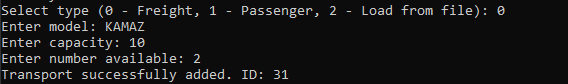 Select type (0 - Freight, 1 - Passenger, 2 - Load from file): 0
Enter model: KAMAZ
Enter capacity: 10
Enter number available: 2
Transport successfully added. ID: 31